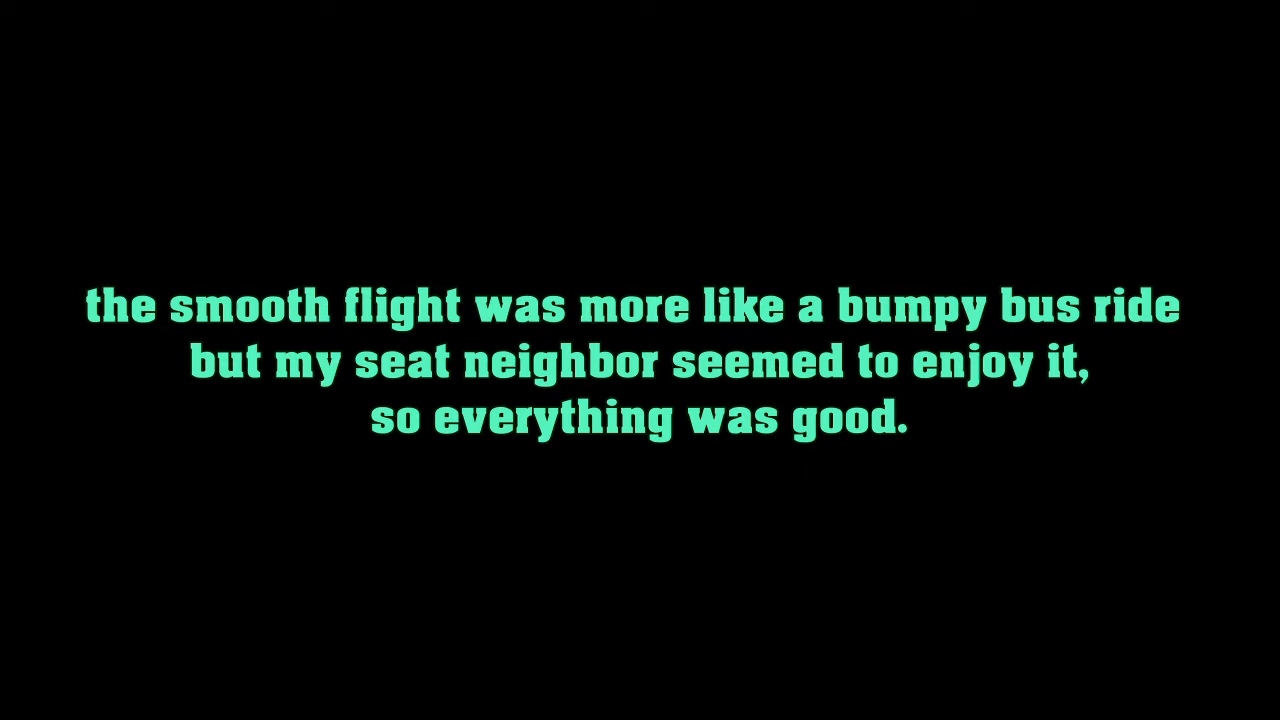 the smooth flight was more like a bumpy bus ride
but my seat neighbor seemed to enjoy it,
so everything was good.